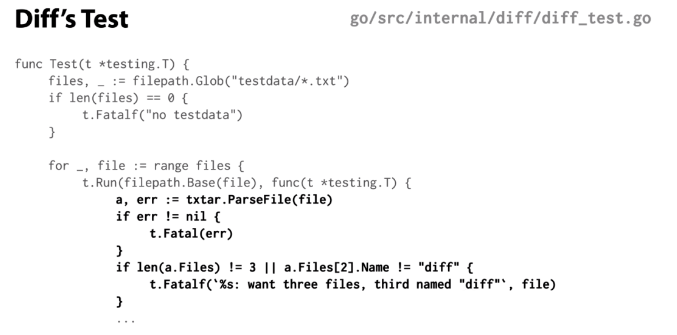 Diff's Test
go/src/internal/diff/diff_test.go
func Test(t *testing.T) {
files, _ := filepath.Glob("testdata/*.txt")
if len(files) == 0 {
t.Fatalf("no testdata")
}
for _, file := range files {
t.Run(filepath.Base(file), func(t *testing.T) {
a, err := txtar.ParseFile(file)
if err != nil {
t.Fatal(err)
}
if len(a.Files) != 3 || a.Files[2].Name != "diff" {
t.Fatalf(`%s: want three files, third named "diff"`, file)
}
...